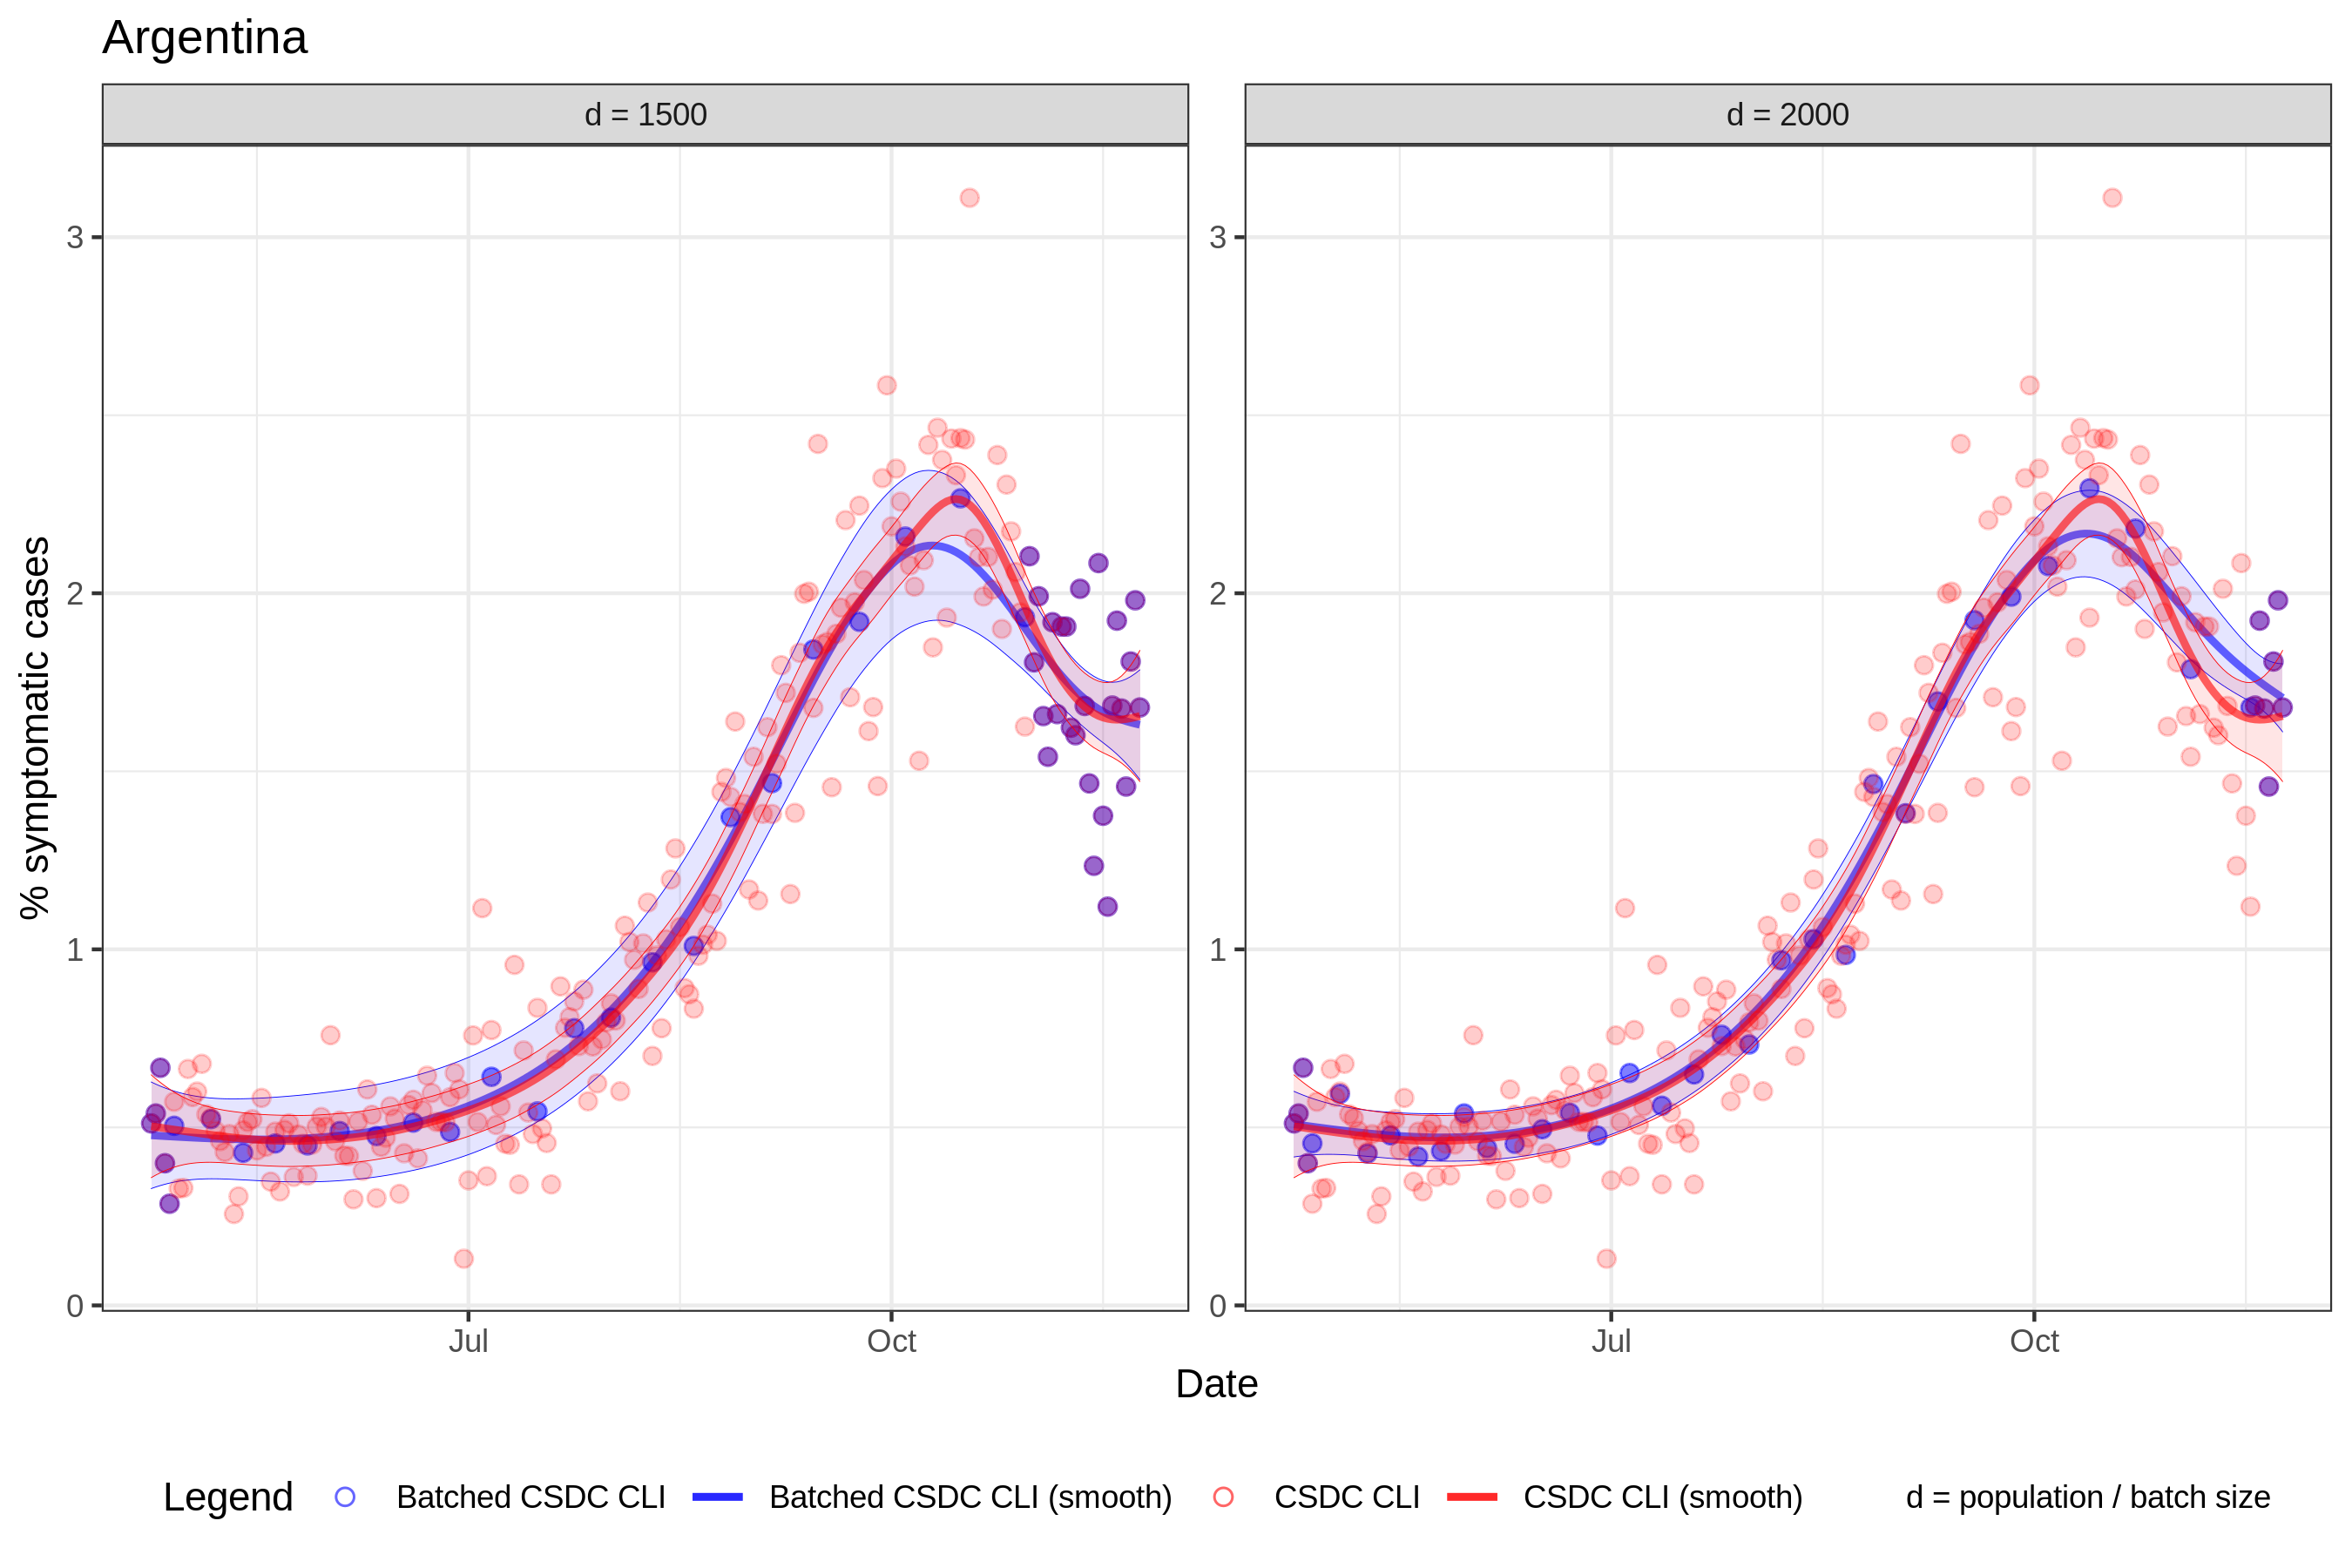 Argentina
d = 1500
d = 2000
% symptomatic cases
3
2
1
0
3
2
1
0
Jul
Oct
Jul
Oct
Date
Legend
Batched CSDC CLI
Batched CSDC CLI (smooth)
CSDC CLI
CSDC CLI (smooth)
d = population / batch size